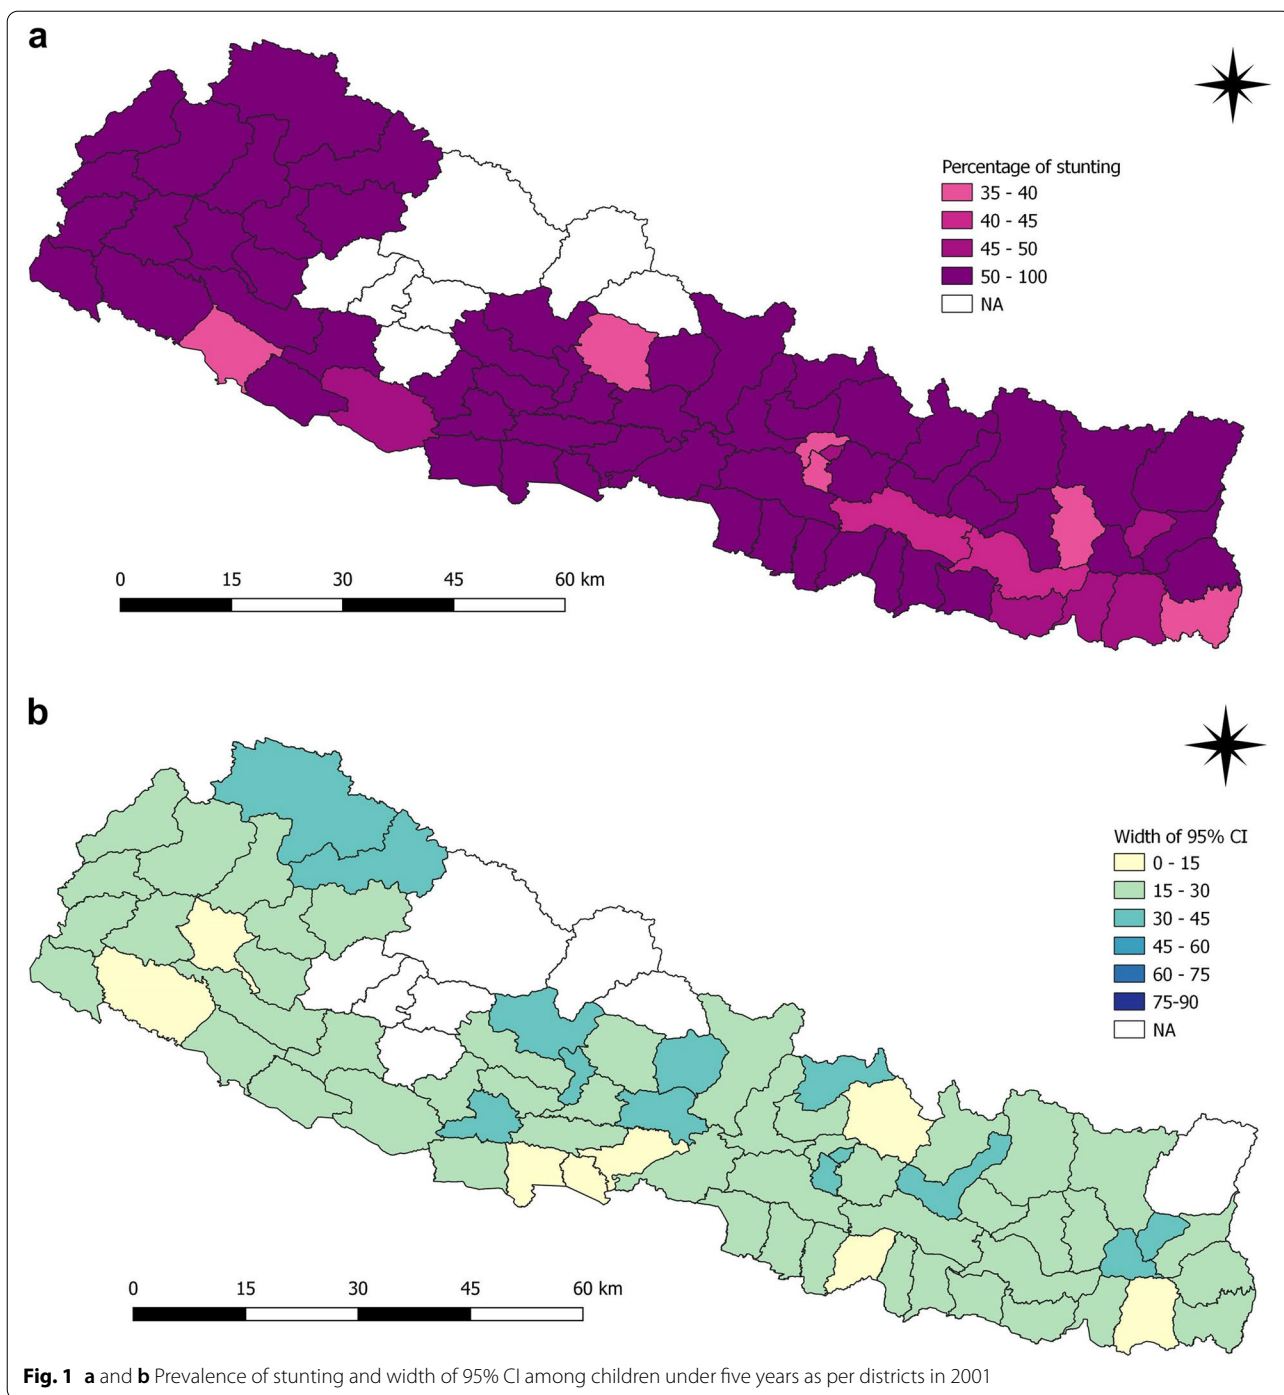 a
Percentage of stunting
35 - 40
40 - 45
45 - 50
50 - 100
NA
0 15 30 45 60 km
b
Width of 95% CI
0 - 15
15 - 30
30 - 45
45 - 60
60 - 75
75-90
NA
0 15 30 45 60 km
Fig. 1 a and b Prevalence of stunting and width of 95% CI among children under five years as per districts in 2001